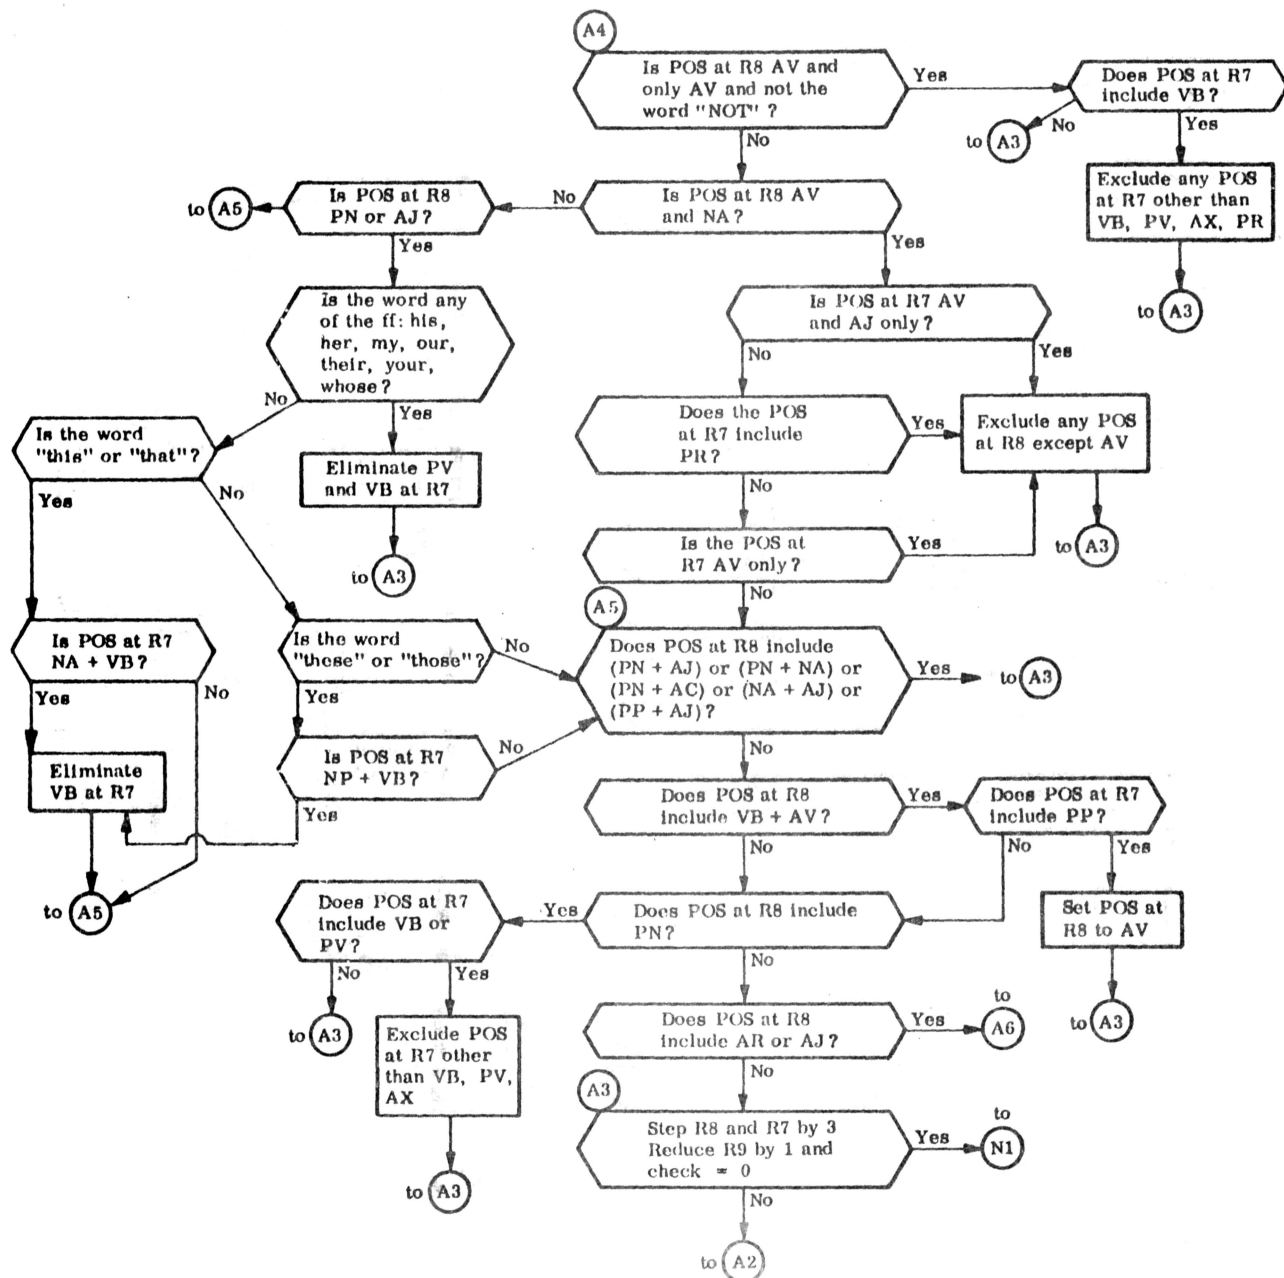 A4
Is POS at R8 AV and
only AV and not the
word "NOT" ?
Yes
Does POS at R7
include VB?
No
to A3
Yes
Exclude any POS
at R7 other than
VB, PV, AX, PR
to A3
No
Is POS at R8 AV
and NA?
No
Is POS at R8
PN or AJ?
to A5
Yes
Yes
Is the word any
of the ff: his,
her, my, our,
their, your,
whose?
No
Yes
Eliminate PV
and VB at R7
to A3
Is POS at R7 AV
and AJ only?
No
Yes
Does the POS
at R7 include
PR?
Yes
Exclude any POS
at R8 except AV
to A3
No
Is the POS at
R7 AV only?
Yes
No
Is the word
"this" or "that"?
Yes
No
Is POS at R7
NA + VB?
Yes
No
Eliminate
VB at R7
to A5
Is the word
"these" or "those"?
No
Yes
Is POS at R7
NP + VB?
No
Yes
A5
Does POS at R8 include
(PN + AJ) or (PN + NA) or
(PN + AC) or (NA + AJ) or
(PP + AJ)?
Yes
to A3
No
Does POS at R8
include VB + AV?
Yes
Does POS at R7
include PP?
No
Yes
Set POS at
R8 to AV
to A3
No
Does POS at R8 include
PN?
Yes
Does POS at R7
include VB or
PV?
No
to A3
Yes
Exclude POS
at R7 other
than VB, PV,
AX
to A3
No
Does POS at R8
include AR or AJ?
Yes
to
A6
No
A3
Step R8 and R7 by 3
Reduce R9 by 1 and
check = 0
Yes
to
N1
No
to A2